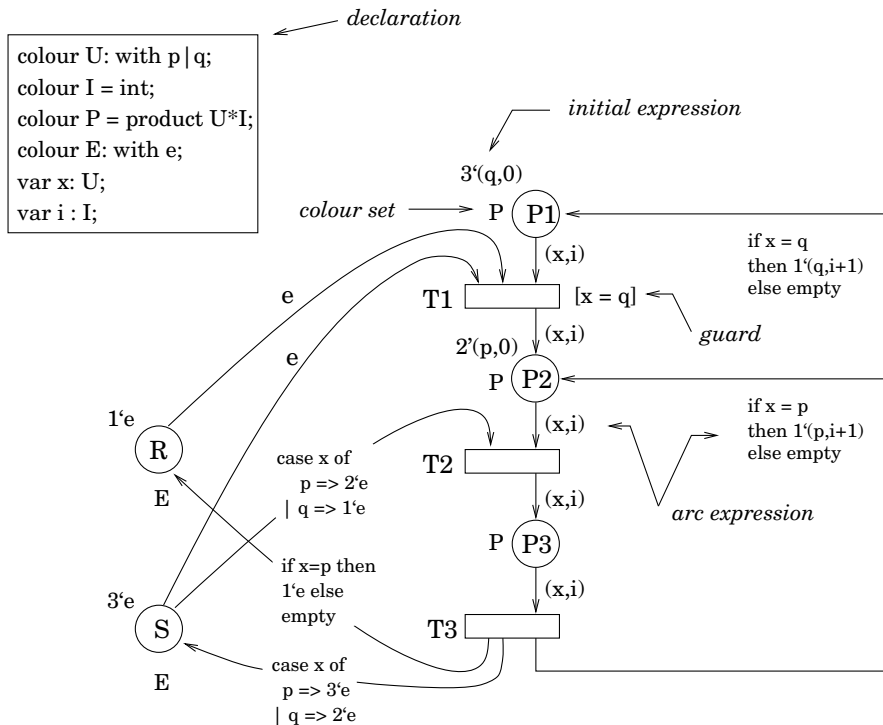 declaration
colour U: with p|q;
colour I = int;
colour P = product U*I;
colour E: with e;
var x: U;
var i : I;
initial expression
3‘(q,0)
colour set
P
P1
(x,i)
if x = q
then 1‘(q,i+1)
else empty
e
T1
[x = q]
guard
e
(x,i)
2’(p,0)
P
P2
if x = p
then 1‘(p,i+1)
else empty
1‘e
R
E
(x,i)
case x of
p => 2‘e
| q => 1‘e
T2
(x,i)
arc expression
P
P3
if x=p then
1‘e else
empty
(x,i)
3‘e
S
E
T3
case x of
p => 3‘e
| q => 2‘e